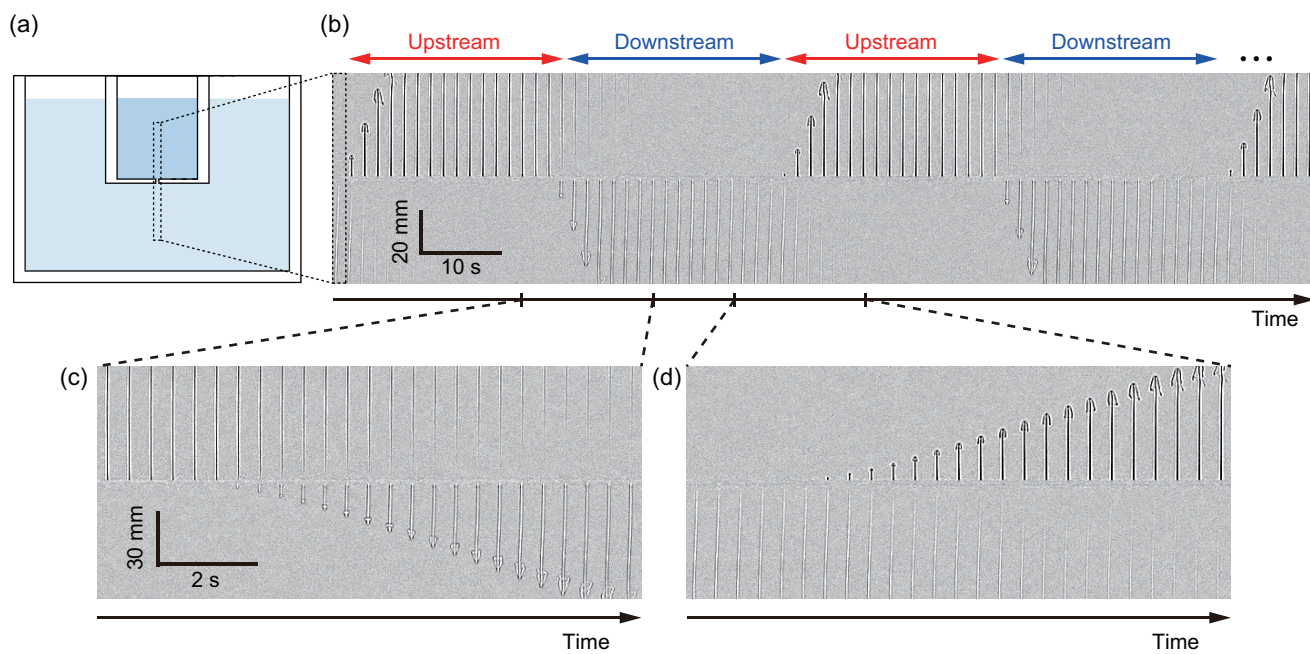 (a)
(b)
Upstream
Downstream
Upstream
Downstream
...
20 mm
10 s
Time
(c)
(d)
30 mm
2 s
Time
Time